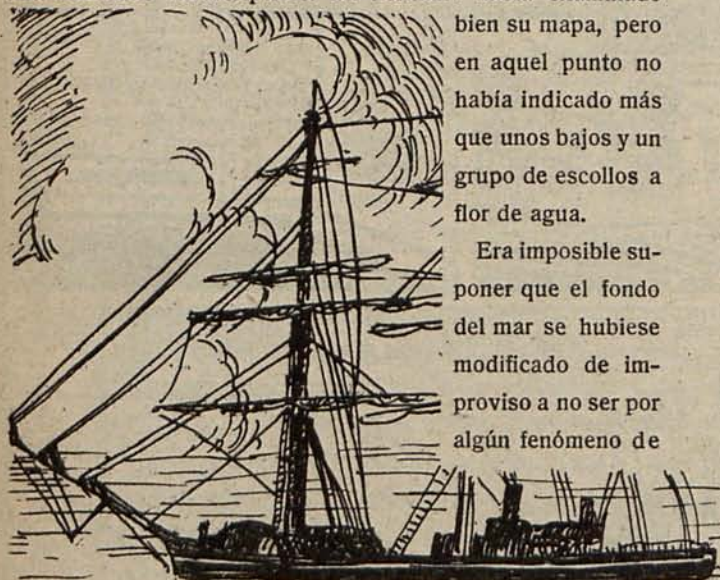 bien su mapa, pero
en aquel punto no
había indicado más
que unos bajos y un
grupo de escollos a
flor de agua.
Era imposible su-
poner que el fondo
del mar se hubiese
modificado de im-
proviso a no ser por
algún fenómeno de